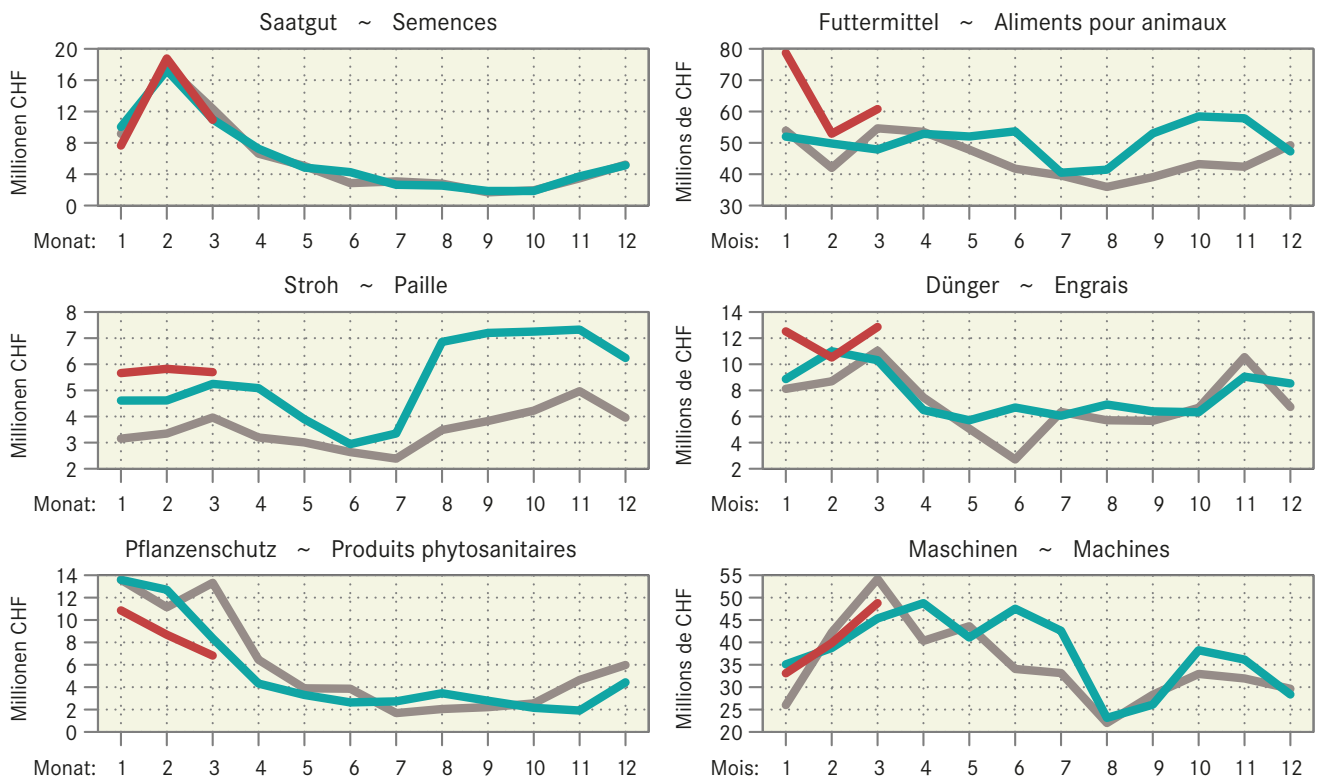 Saatgut ~ Semences
Millionen CHF
20
16
12
8
4
0
Monat: 1 2 3 4 5 6 7 8 9 10 11 12
Futtermittel ~ Aliments pour animaux
Millions de CHF
80
70
60
50
40
30
Mois: 1 2 3 4 5 6 7 8 9 10 11 12
Stroh ~ Paille
Millionen CHF
8
7
6
5
4
3
2
Monat: 1 2 3 4 5 6 7 8 9 10 11 12
Dünger ~ Engrais
Millions de CHF
14
12
10
8
6
4
2
Mois: 1 2 3 4 5 6 7 8 9 10 11 12
Pflanzenschutz ~ Produits phytosanitaires
Millionen CHF
14
12
10
8
6
4
2
0
Monat: 1 2 3 4 5 6 7 8 9 10 11 12
Maschinen ~ Machines
Millions de CHF
55
50
45
40
35
30
25
20
Mois: 1 2 3 4 5 6 7 8 9 10 11 12